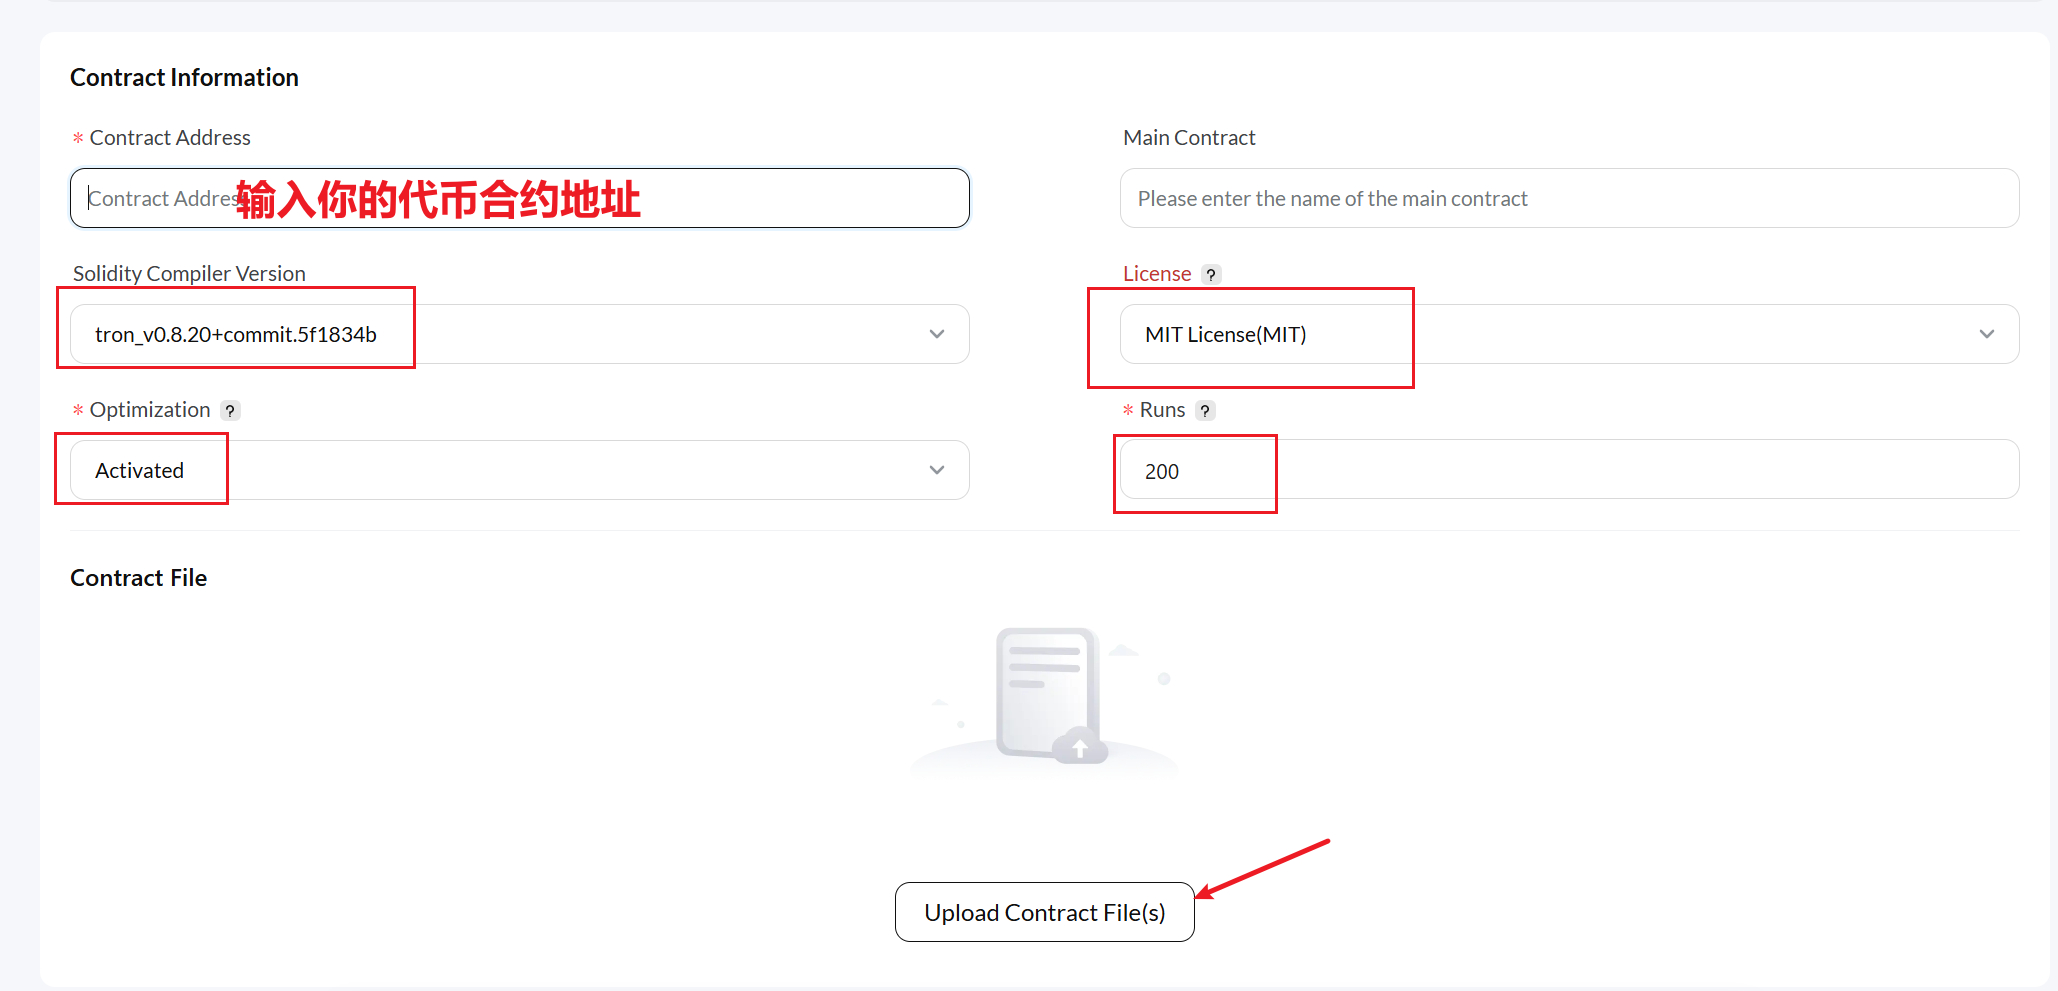 Contract Information
* Contract Address
Main Contract
Contract Addres
输入你的代币合约地址
Please enter the name of the main contract
Solidity Compiler Version
License ?
tron_v0.8.20+commit.5f1834b
MIT License(MIT)
* Optimization ?
* Runs ?
Activated
200
Contract File
Upload Contract File(s)